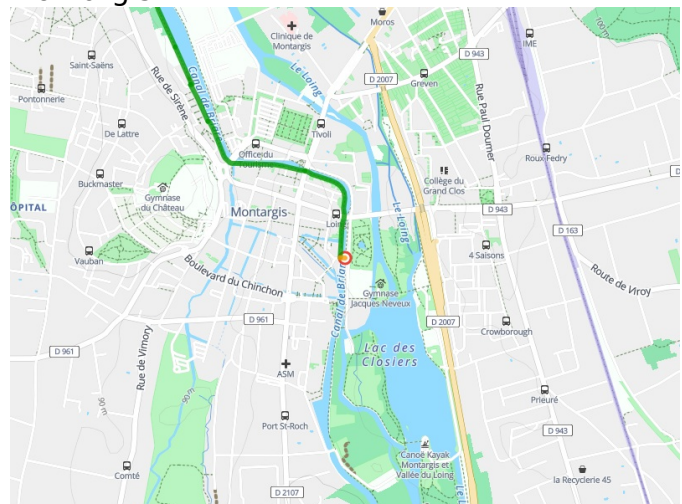 Moros
Clinique de
Montargis
IME
Saint-Saëns
D 943
Le Loing
D 2007
Greven
Rue de Sirène
Canal de Briare
Pontonnerie
Rue Paul Doumer
De Lattre
Tivoli
Office du
Roux-Fedry
Collège du
Grand Clos
Buckmaster
Gymnase
du Château
ÔPITAL
Montargis
Loing
Le Loing
D 943
D 163
Vauban
4 Saisons
Boulevard du Chinchon
Canal de Briare
Gymnase
Jacques Neveux
Route de Viroy
D 961
D 2007
Crowborough
D 961
Lac des
Closiers
Rue de Vimory
ASM
90 m
90 m
100 m
Prieuré
Port St-Roch
D 943
Canoë Kayak
Montargis et
Vallée du Loing
Comté
la Recyclerie 45
D 2107
Le